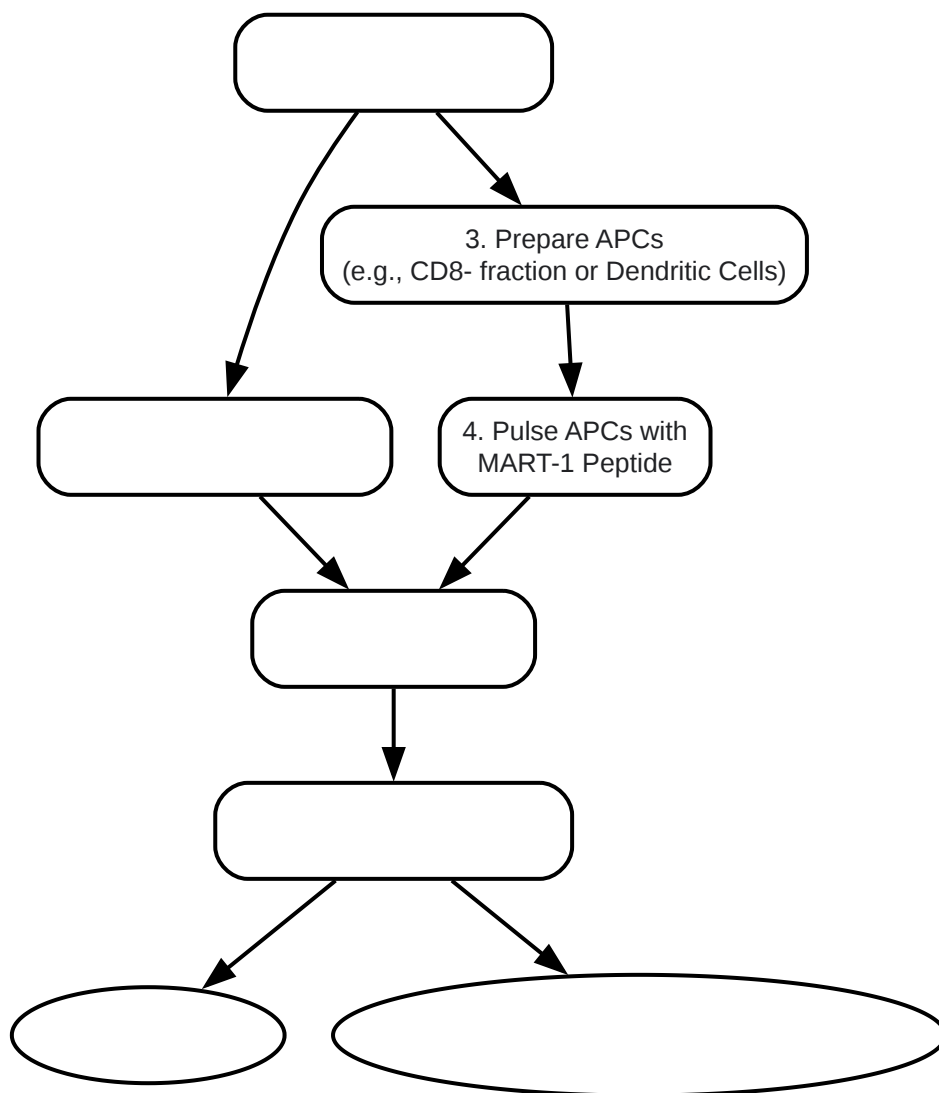 3. Prepare APCs
(e.g., CD8- fraction or Dendritic Cells)
4. Pulse APCs with
MART-1 Peptide